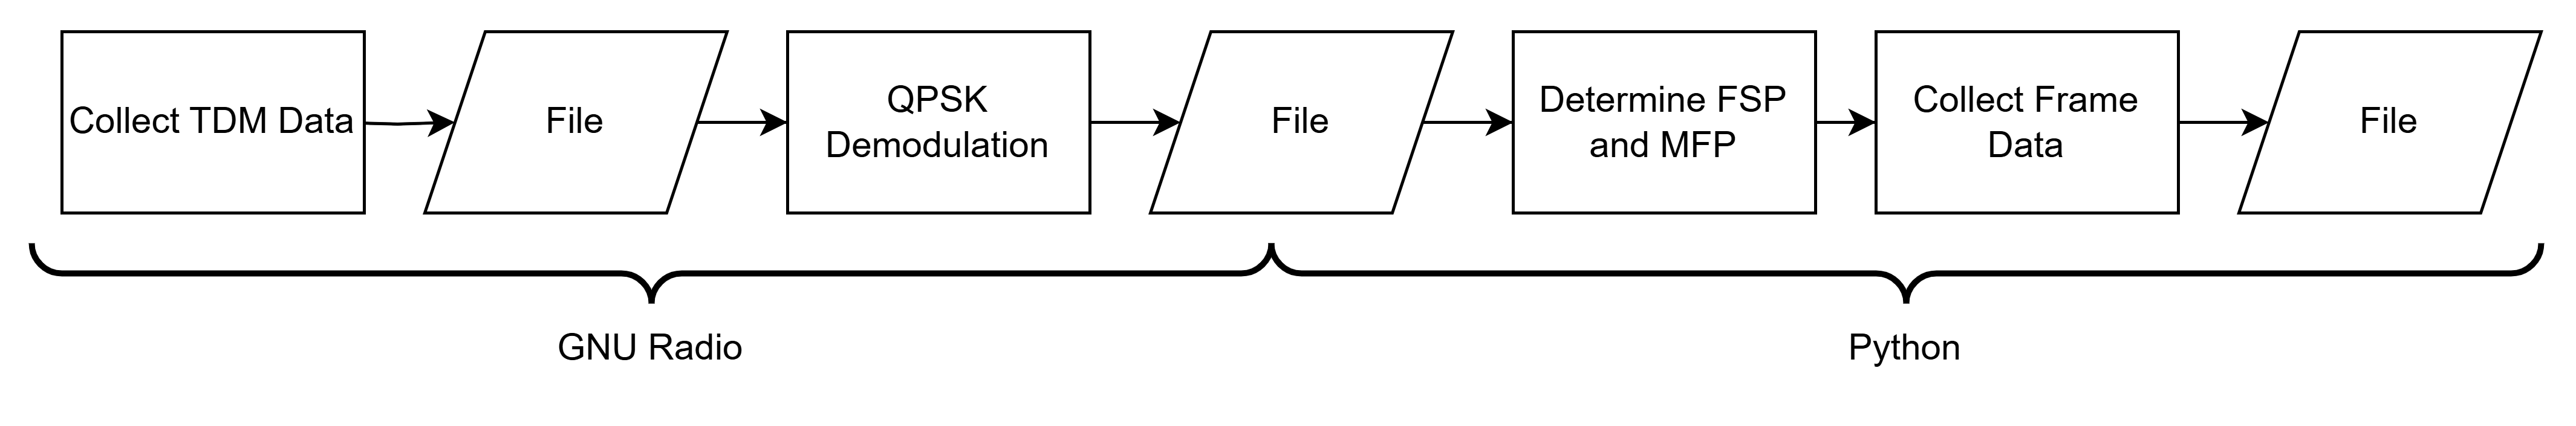 Collect TDM Data
File
QPSK
Demodulation
File
Determine FSP
and MFP
Collect Frame
Data
File
GNU Radio
Python